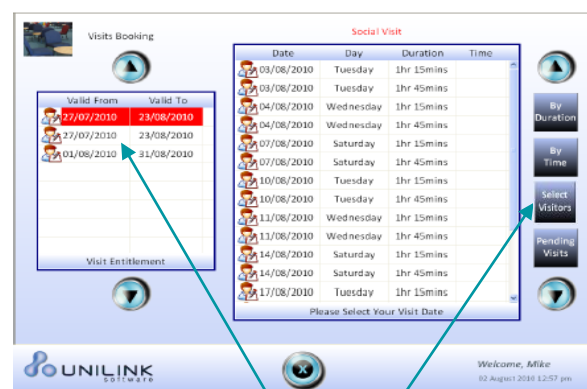 Visits Booking
Social Visit
Valid From Valid To
27/07/2010 23/08/2010
27/07/2010 23/08/2010
01/08/2010 31/08/2010
Visit Entitlement
Date Day Duration Time
03/08/2010 Tuesday 1hr 15mins
03/08/2010 Tuesday 1hr 45mins
04/08/2010 Wednesday 1hr 15mins
04/08/2010 Wednesday 1hr 45mins
07/08/2010 Saturday 1hr 15mins
07/08/2010 Saturday 1hr 45mins
10/08/2010 Tuesday 1hr 15mins
10/08/2010 Tuesday 1hr 45mins
11/08/2010 Wednesday 1hr 15mins
11/08/2010 Wednesday 1hr 45mins
14/08/2010 Saturday 1hr 15mins
14/08/2010 Saturday 1hr 45mins
17/08/2010 Tuesday 1hr 15mins
Please Select Your Visit Date
By
Duration
By
Time
Select
Visitors
Pending
Visits
UNILINK
software
Welcome, Mike
02 August 2010 12:57 pm